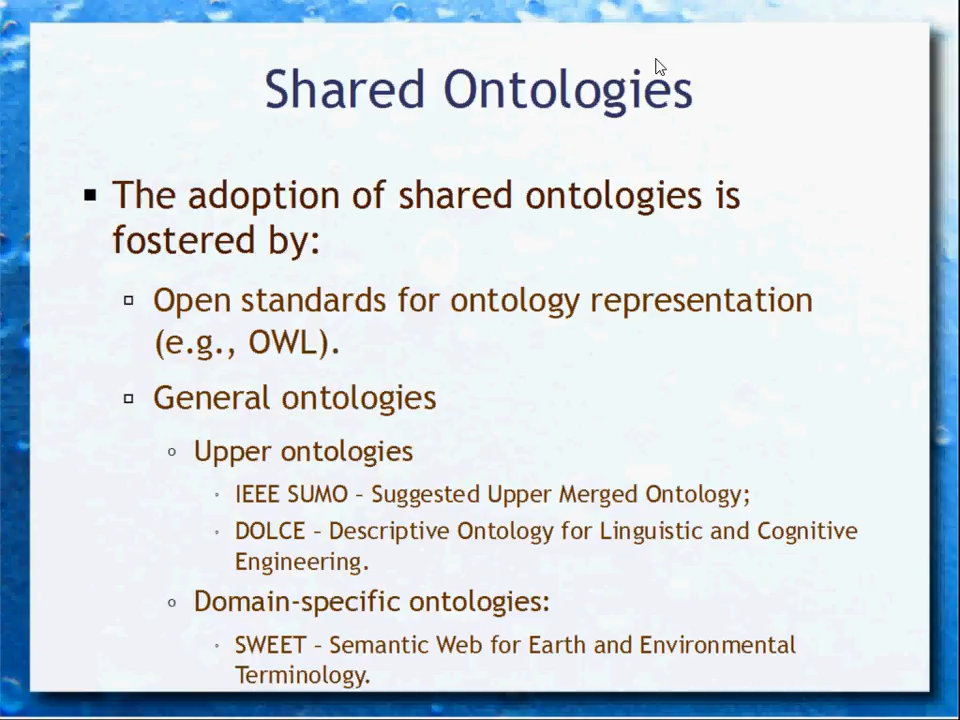 Shared Ontologies
The adoption of shared ontologies is
fostered by:
Open standards for ontology representation
(e.g., OWL).
General ontologies
Upper ontologies
IEEE SUMO – Suggested Upper Merged Ontology;
DOLCE – Descriptive Ontology for Linguistic and Cognitive
Engineering.
Domain-specific ontologies:
SWEET – Semantic Web for Earth and Environmental
Terminology.